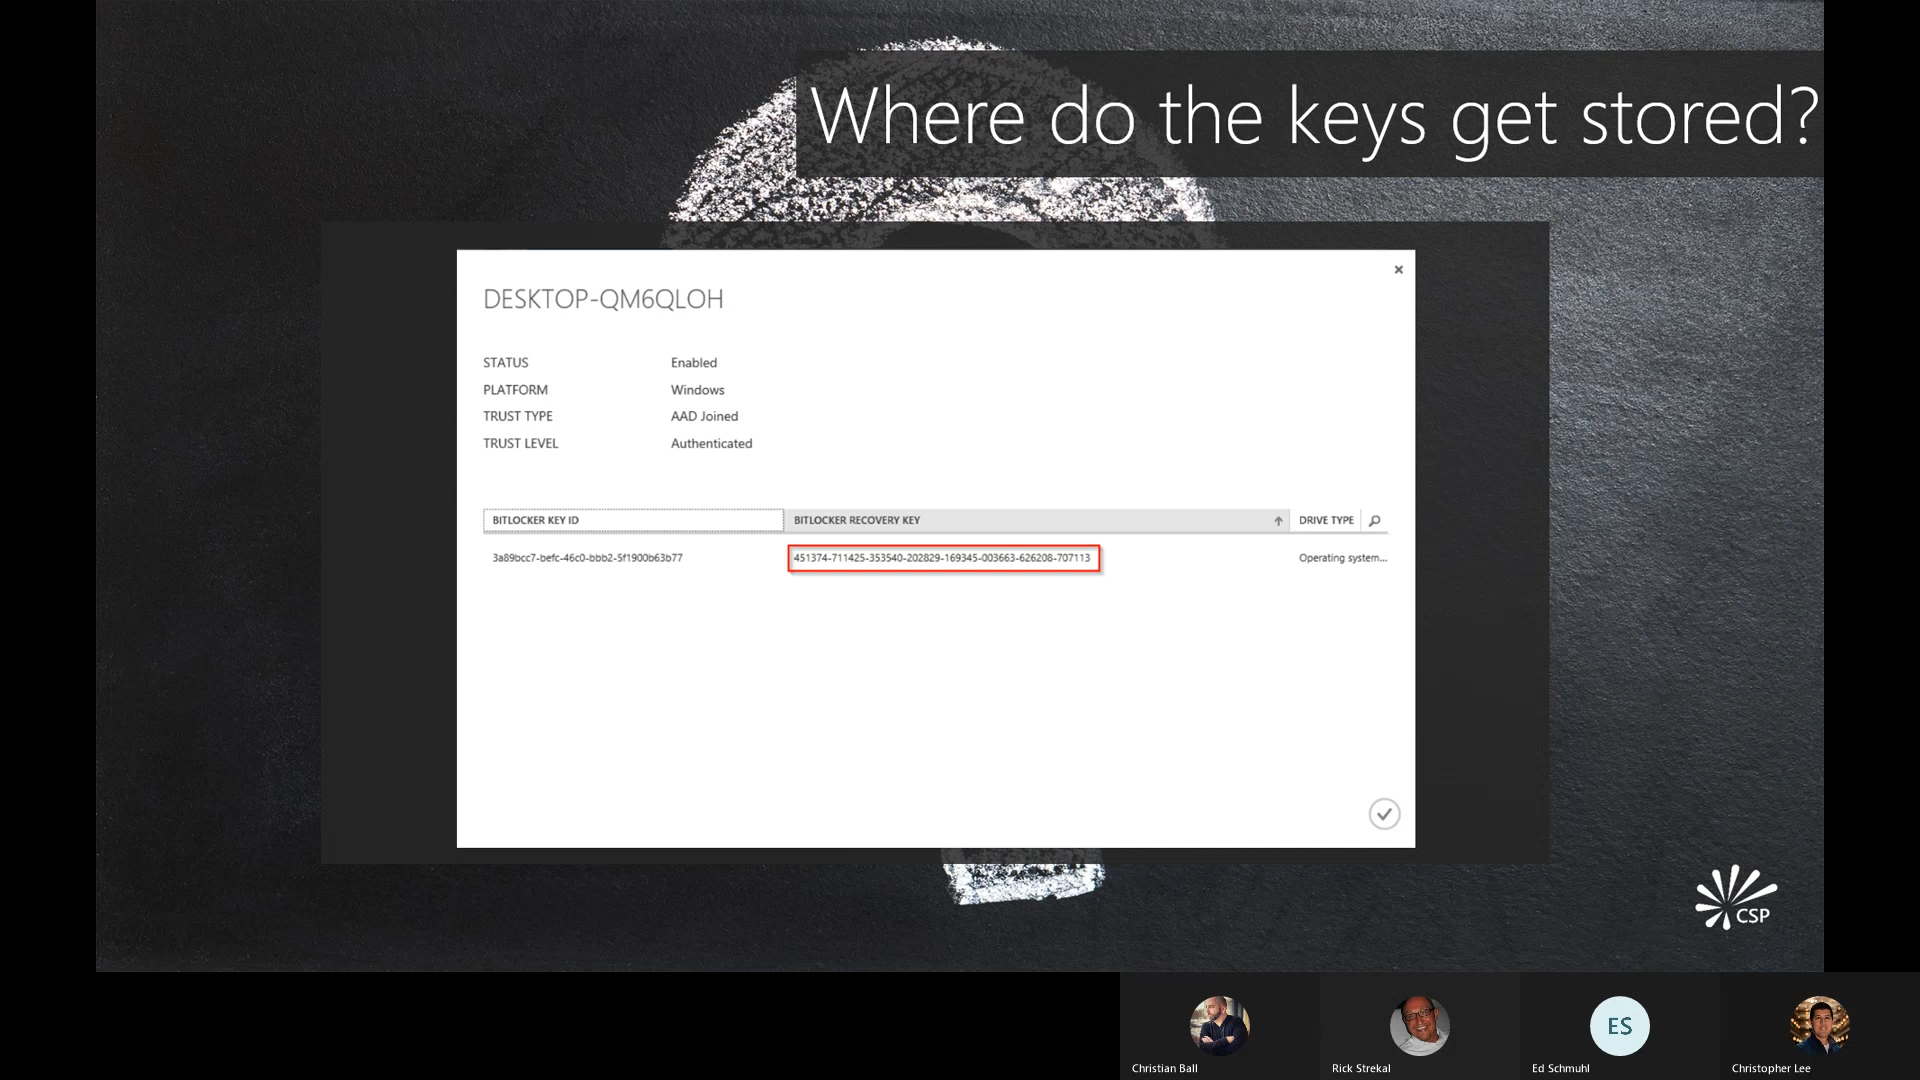 Where do the keys get stored?
DESKTOP-QM6QLOH
STATUS Enabled
PLATFORM Windows
TRUST TYPE AAD Joined
TRUST LEVEL Authenticated
BITLOCKER KEY ID BITLOCKER RECOVERY KEY DRIVE TYPE
3a89bcc7-befc-46c0-bbb2-5f1900b63b77 451374-711425-353540-202829-169345-003663-626208-707113 Operating system...
CSP
ES
Christian Ball Rick Strekal Ed Schmuhl Christopher Lee